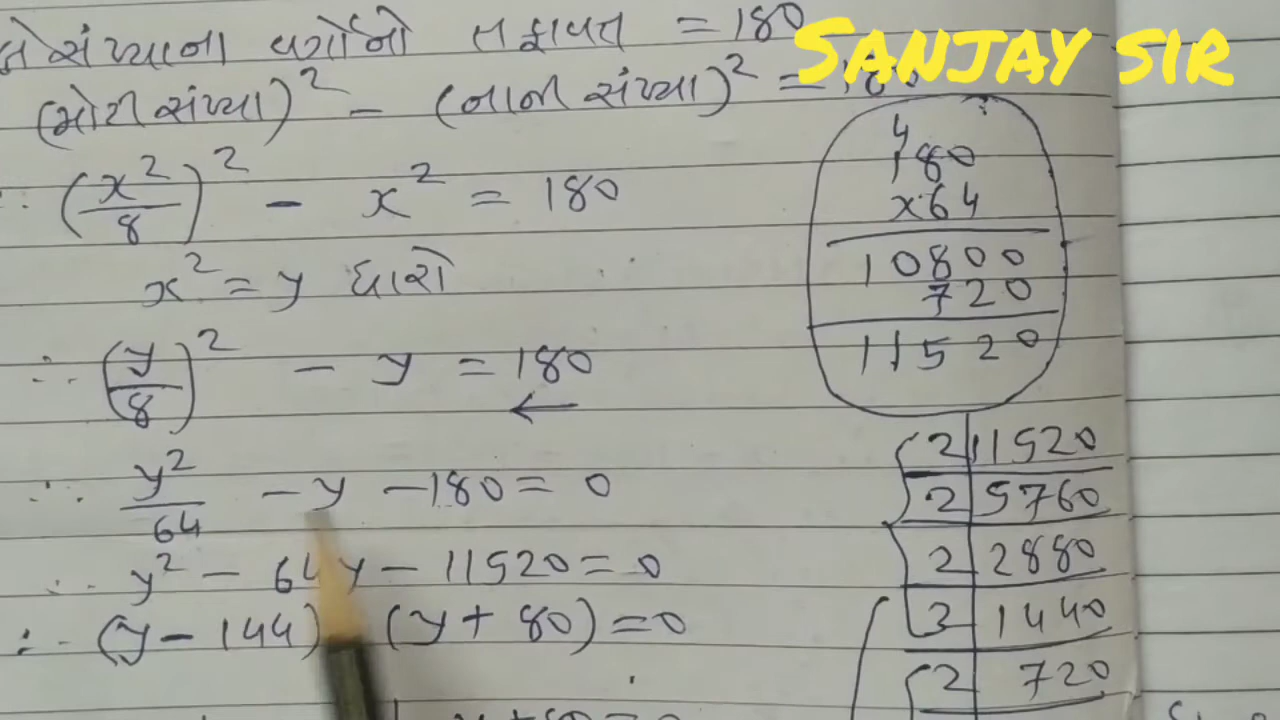 સંખ્યાના વર્ગોનો તફાવત = 180
SANJAY SIR
(મોટી સંખ્યા)² - (નાની સંખ્યા)² = 180
∴ (x²/8)² - x² = 180
x² = y ધારો
∴ (y/8)² - y = 180
←
∴ y²/64 - y - 180 = 0
∴ y² - 64y - 11520 = 0
∴ (y - 144) (y + 80) = 0
4
180
x64
10800
720
11520
2 | 11520
2 | 5760
2 | 2880
3 | 1440
2 | 720